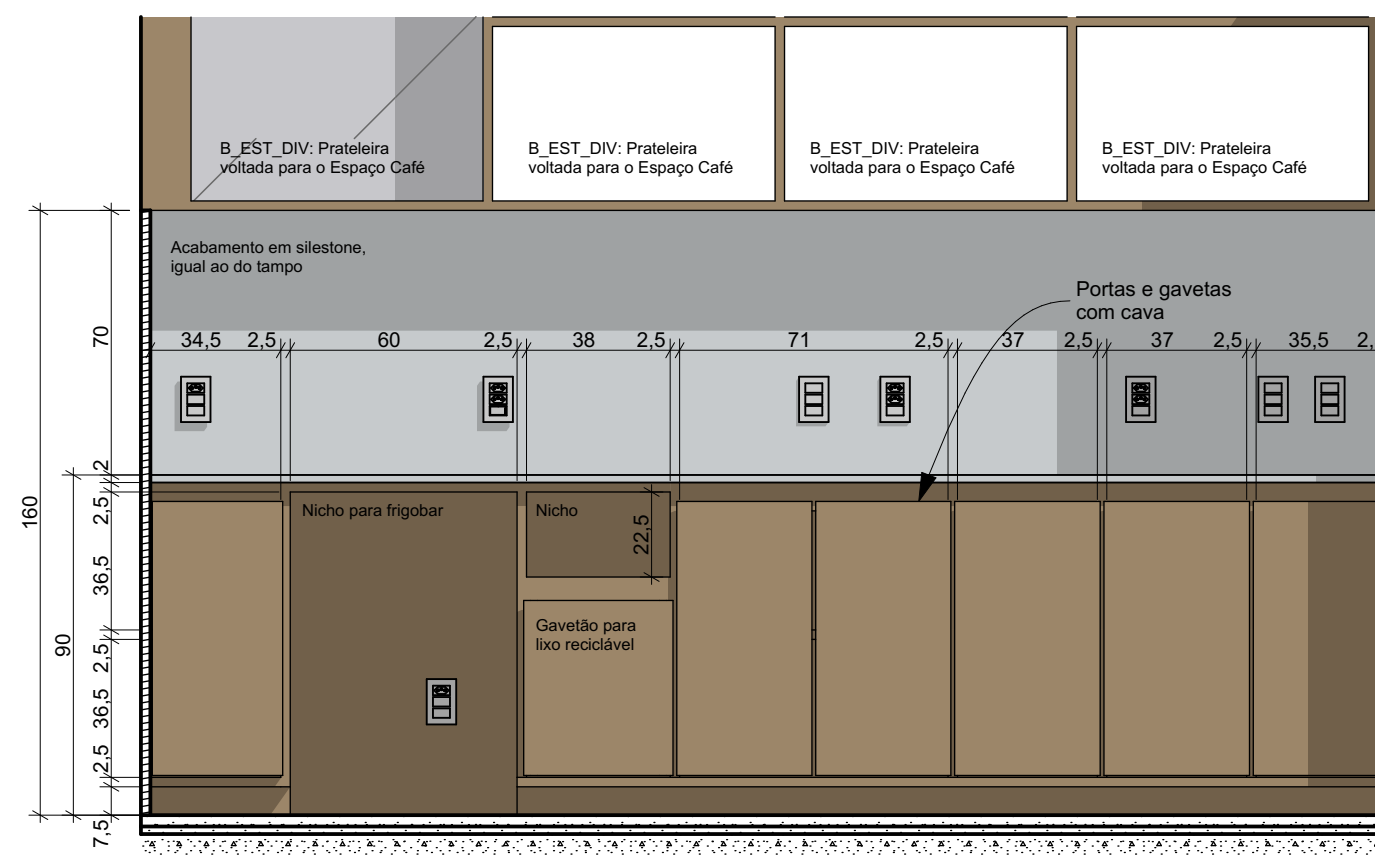 B_EST_DIV: Prateleira
voltada para o Espaço Café
B_EST_DIV: Prateleira
voltada para o Espaço Café
B_EST_DIV: Prateleira
voltada para o Espaço Café
B_EST_DIV: Prateleira
voltada para o Espaço Café
Acabamento em silestone,
igual ao do tampo
Portas e gavetas
com cava
34,5 2,5 60 2,5 38 2,5 71 2,5 37 2,5 37 2,5 35,5 2,
70
2
2,5
36,5
2,5
36,5
2,5
7,5
90
160
Nicho para frigobar
Nicho
22,5
Gavetão para
lixo reciclável